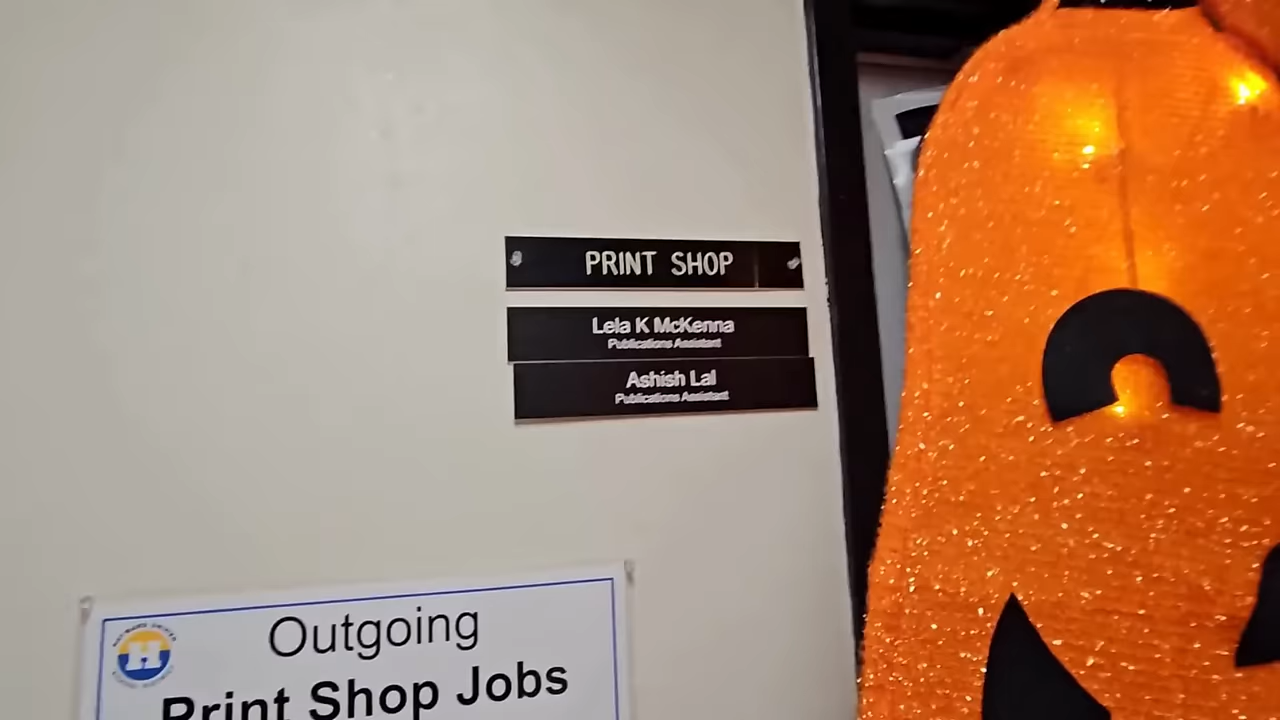 PRINT SHOP
Lela K McKenna
Publications Assistant
Ashish Lal
Publications Assistant
Outgoing
H
Print Shop Jobs